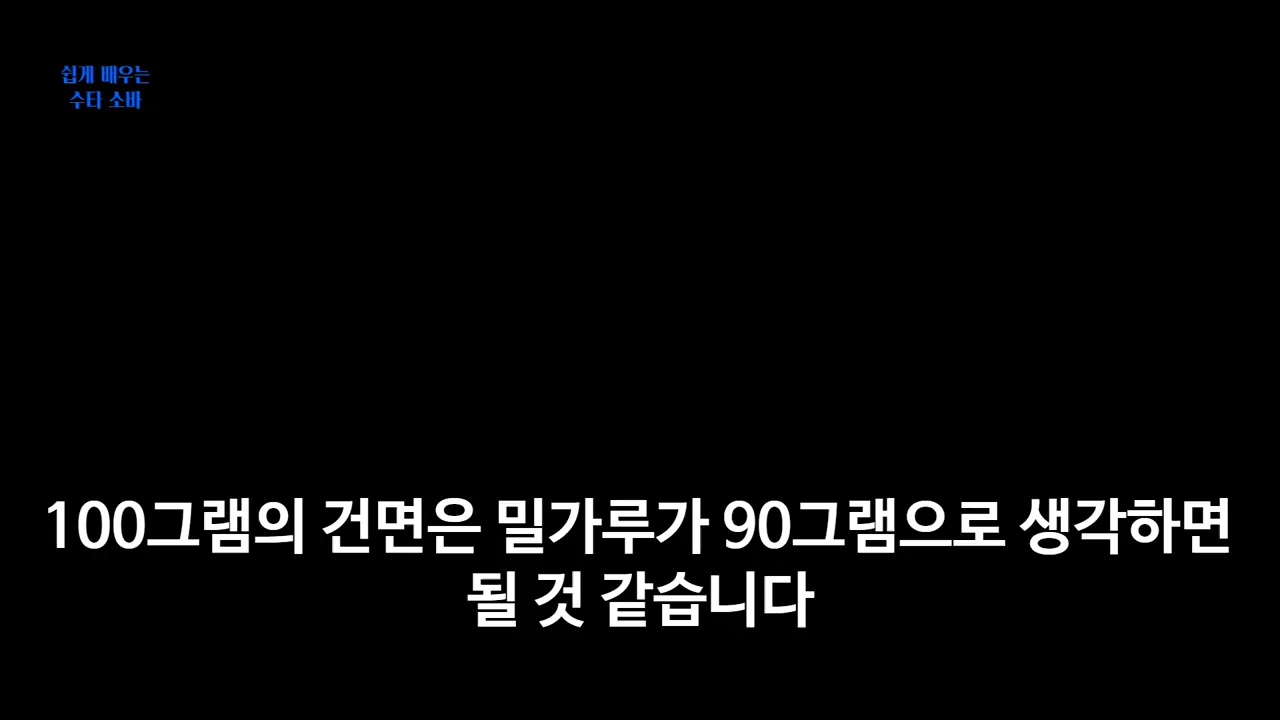 쉽게 배우는
수타 소바
100그램의 건면은 밀가루가 90그램으로 생각하면
될 것 같습니다